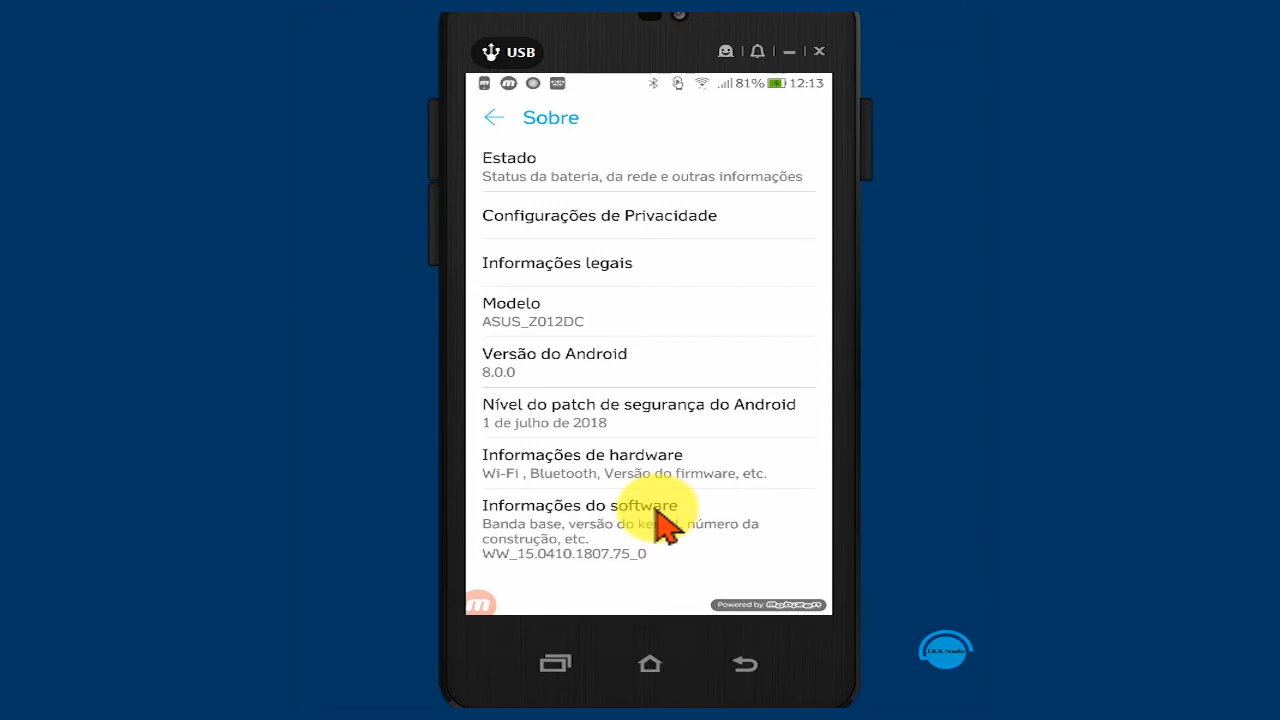 USB
81% 12:13
Sobre
Estado
Status da bateria, da rede e outras informações
Configurações de Privacidade
Informações legais
Modelo
ASUS_Z012DC
Versão do Android
8.0.0
Nível do patch de segurança do Android
1 de julho de 2018
Informações de hardware
Wi-Fi , Bluetooth, Versão do firmware, etc.
Informações do software
Banda base, versão do kernel, número da
construção, etc.
WW_15.0410.1807.75_0
m
Powered by mobizen